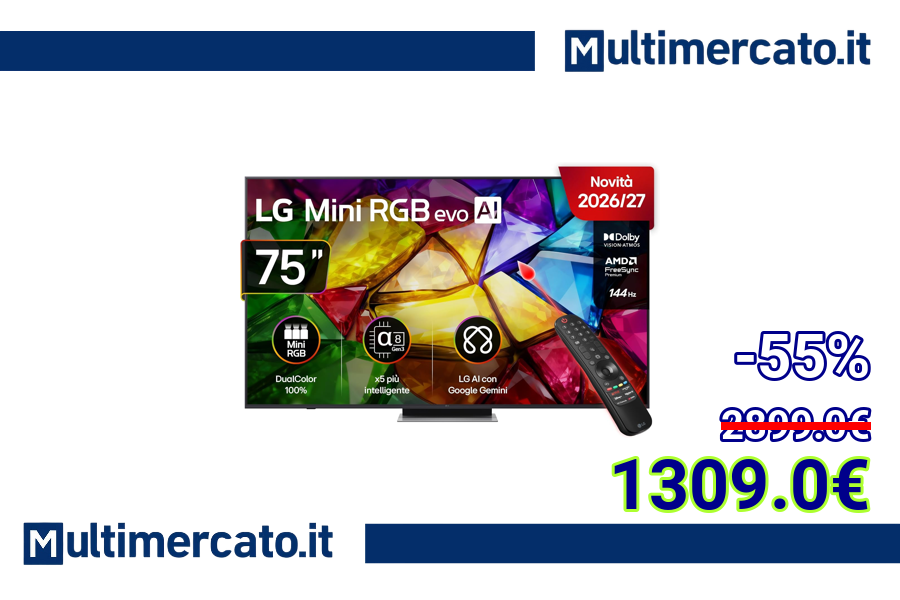 Multimercato.it
Novità
2026/27
LG Mini RGB evo AI
Dolby
VISION·ATMOS
75"
AMD
FreeSync
Premium
144Hz
Mini
RGB
α8
Gen3
DualColor
100%
x5 più
intelligente
LG AI con
Google Gemini
-55%
2899.0€
1309.0€
Multimercato.it